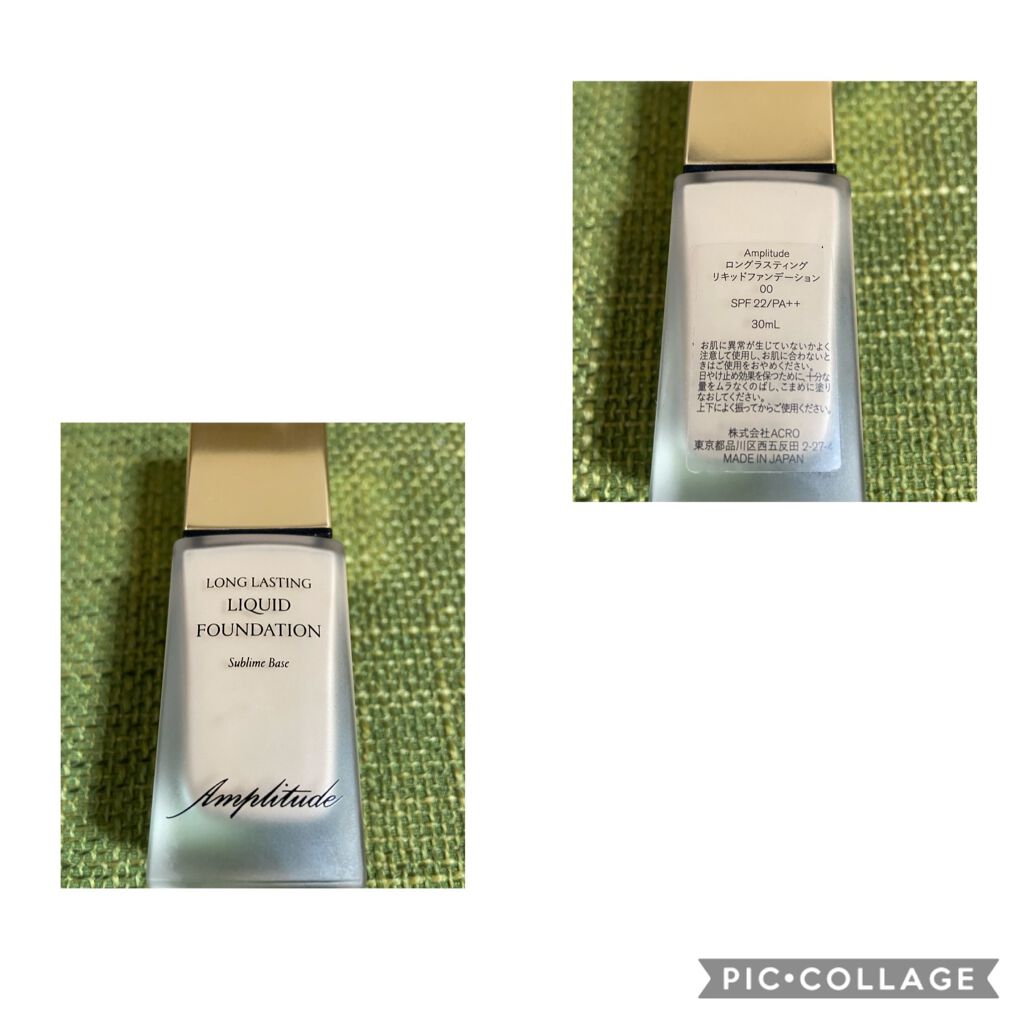 Amplitude
ロングラスティング
リキッドファンデーション
00
SPF 22/PA++
30mL
お肌に異常が生じていないかよく
注意して使用し、お肌に合わないと
きはご使用をおやめください。
日やけ止め効果を保つために、十分な
量をムラなくのばし、こまめに塗り
なおしてください。
上下によく振ってからご使用ください。
株式会社ACRO
東京都品川区西五反田 2-27-4
MADE IN JAPAN
LONG LASTING
LIQUID
FOUNDATION
Sublime Base
Amplitude
PIC•COLLAGE